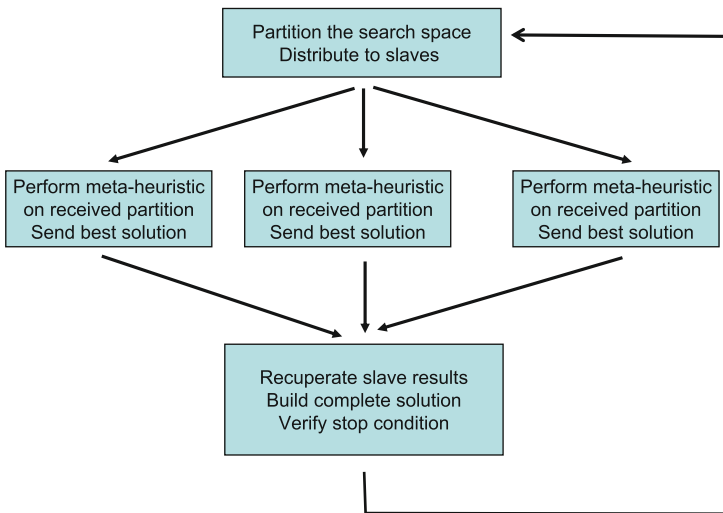 Partition the search space
Distribute to slaves
Perform meta-heuristic
on received partition
Send best solution
Perform meta-heuristic
on received partition
Send best solution
Perform meta-heuristic
on received partition
Send best solution
Recuperate slave results
Build complete solution
Verify stop condition